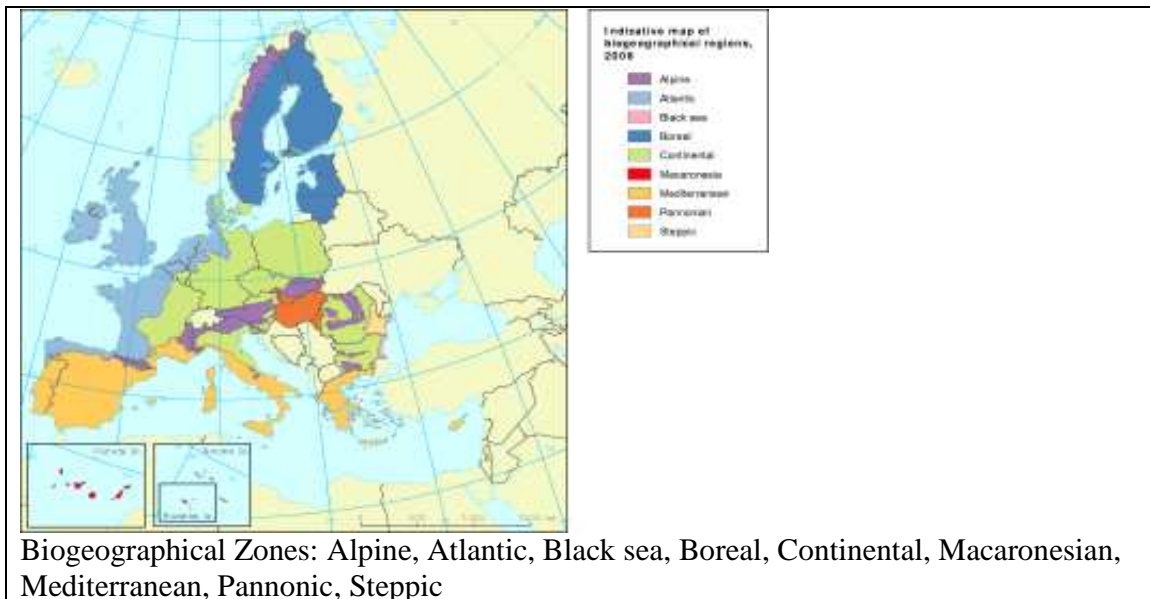 Indicative map of
biogeographical regions,
2008
Alpine
Atlantic
Black sea
Boreal
Continental
Macaronesia
Mediterranean
Pannonian
Steppic
Biogeographical Zones: Alpine, Atlantic, Black sea, Boreal, Continental, Macaronesian,
Mediterranean, Pannonic, Steppic